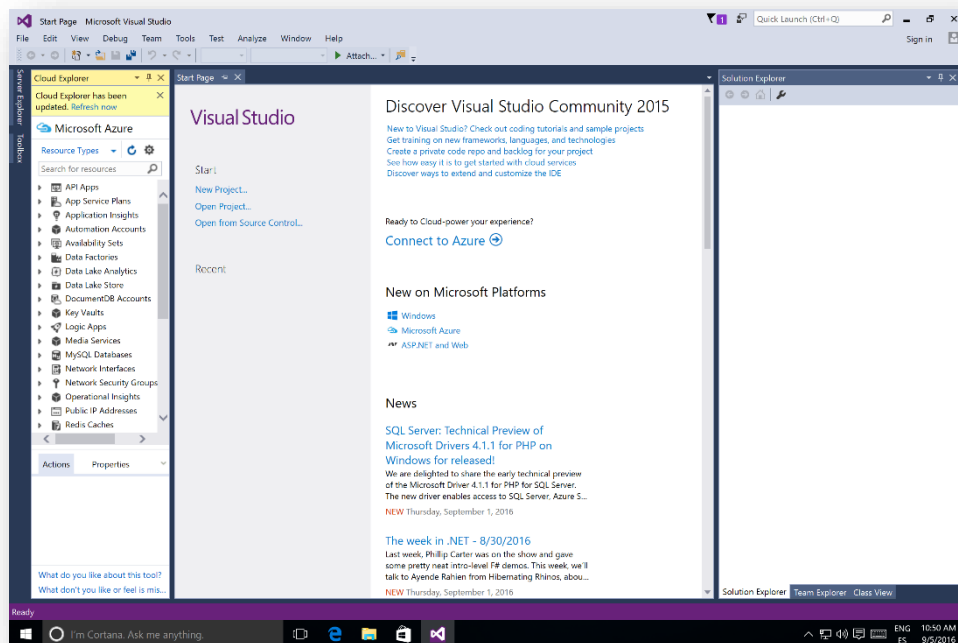 Start Page Microsoft Visual Studio
1
Quick Launch (Ctrl+Q)
File Edit View Debug Team Tools Test Analyze Window Help
Sign in
Attach...
Server Explorer
Toolbox
Cloud Explorer
Cloud Explorer has been
updated. Refresh now
Microsoft Azure
Resource Types
Search for resources
API Apps
App Service Plans
Application Insights
Automation Accounts
Availability Sets
Data Factories
Data Lake Analytics
Data Lake Store
DocumentDB Accounts
Key Vaults
Logic Apps
Media Services
MySQL Databases
Network Interfaces
Network Security Groups
Operational Insights
Public IP Addresses
Redis Caches
Actions Properties
What do you like about this tool?
What don't you like or feel is mis...
Start Page
Visual Studio
Start
New Project...
Open Project...
Open from Source Control...
Recent
Discover Visual Studio Community 2015
New to Visual Studio? Check out coding tutorials and sample projects
Get training on new frameworks, languages, and technologies
Create a private code repo and backlog for your project
See how easy it is to get started with cloud services
Discover ways to extend and customize the IDE
Ready to Cloud-power your experience?
Connect to Azure
New on Microsoft Platforms
Windows
Microsoft Azure
ASP.NET and Web
News
SQL Server: Technical Preview of
Microsoft Drivers 4.1.1 for PHP on
Windows for released!
We are delighted to share the early technical preview
of the Microsoft Driver 4.1.1 for PHP for SQL Server.
The new driver enables access to SQL Server, Azure S...
NEW Thursday, September 1, 2016
The week in .NET - 8/30/2016
Last week, Phillip Carter was on the show and gave
some pretty neat intro-level F# demos. This week, we'll
talk to Ayende Rahien from Hibernating Rhinos, abou...
NEW Thursday, September 1, 2016
Solution Explorer
Solution Explorer Team Explorer Class View
Ready
I'm Cortana. Ask me anything.
ENG
ES
10:50 AM
9/5/2016